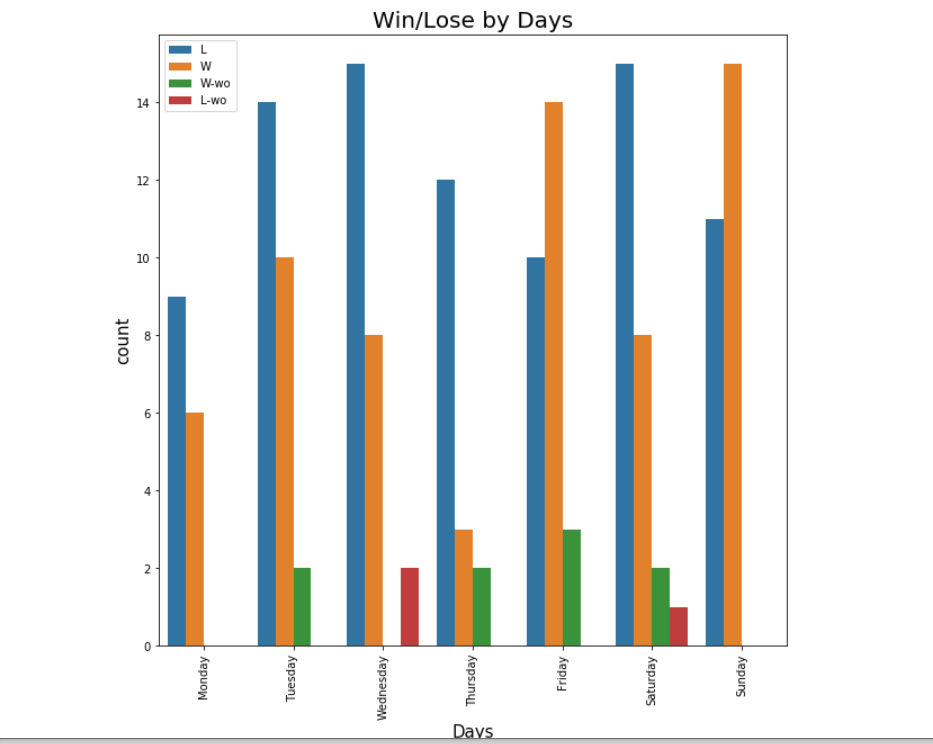 Win/Lose by Days
L
W
W-wo
L-wo
14
12
10
8
6
4
2
0
count
Monday
Tuesday
Wednesday
Thursday
Friday
Saturday
Sunday
Days